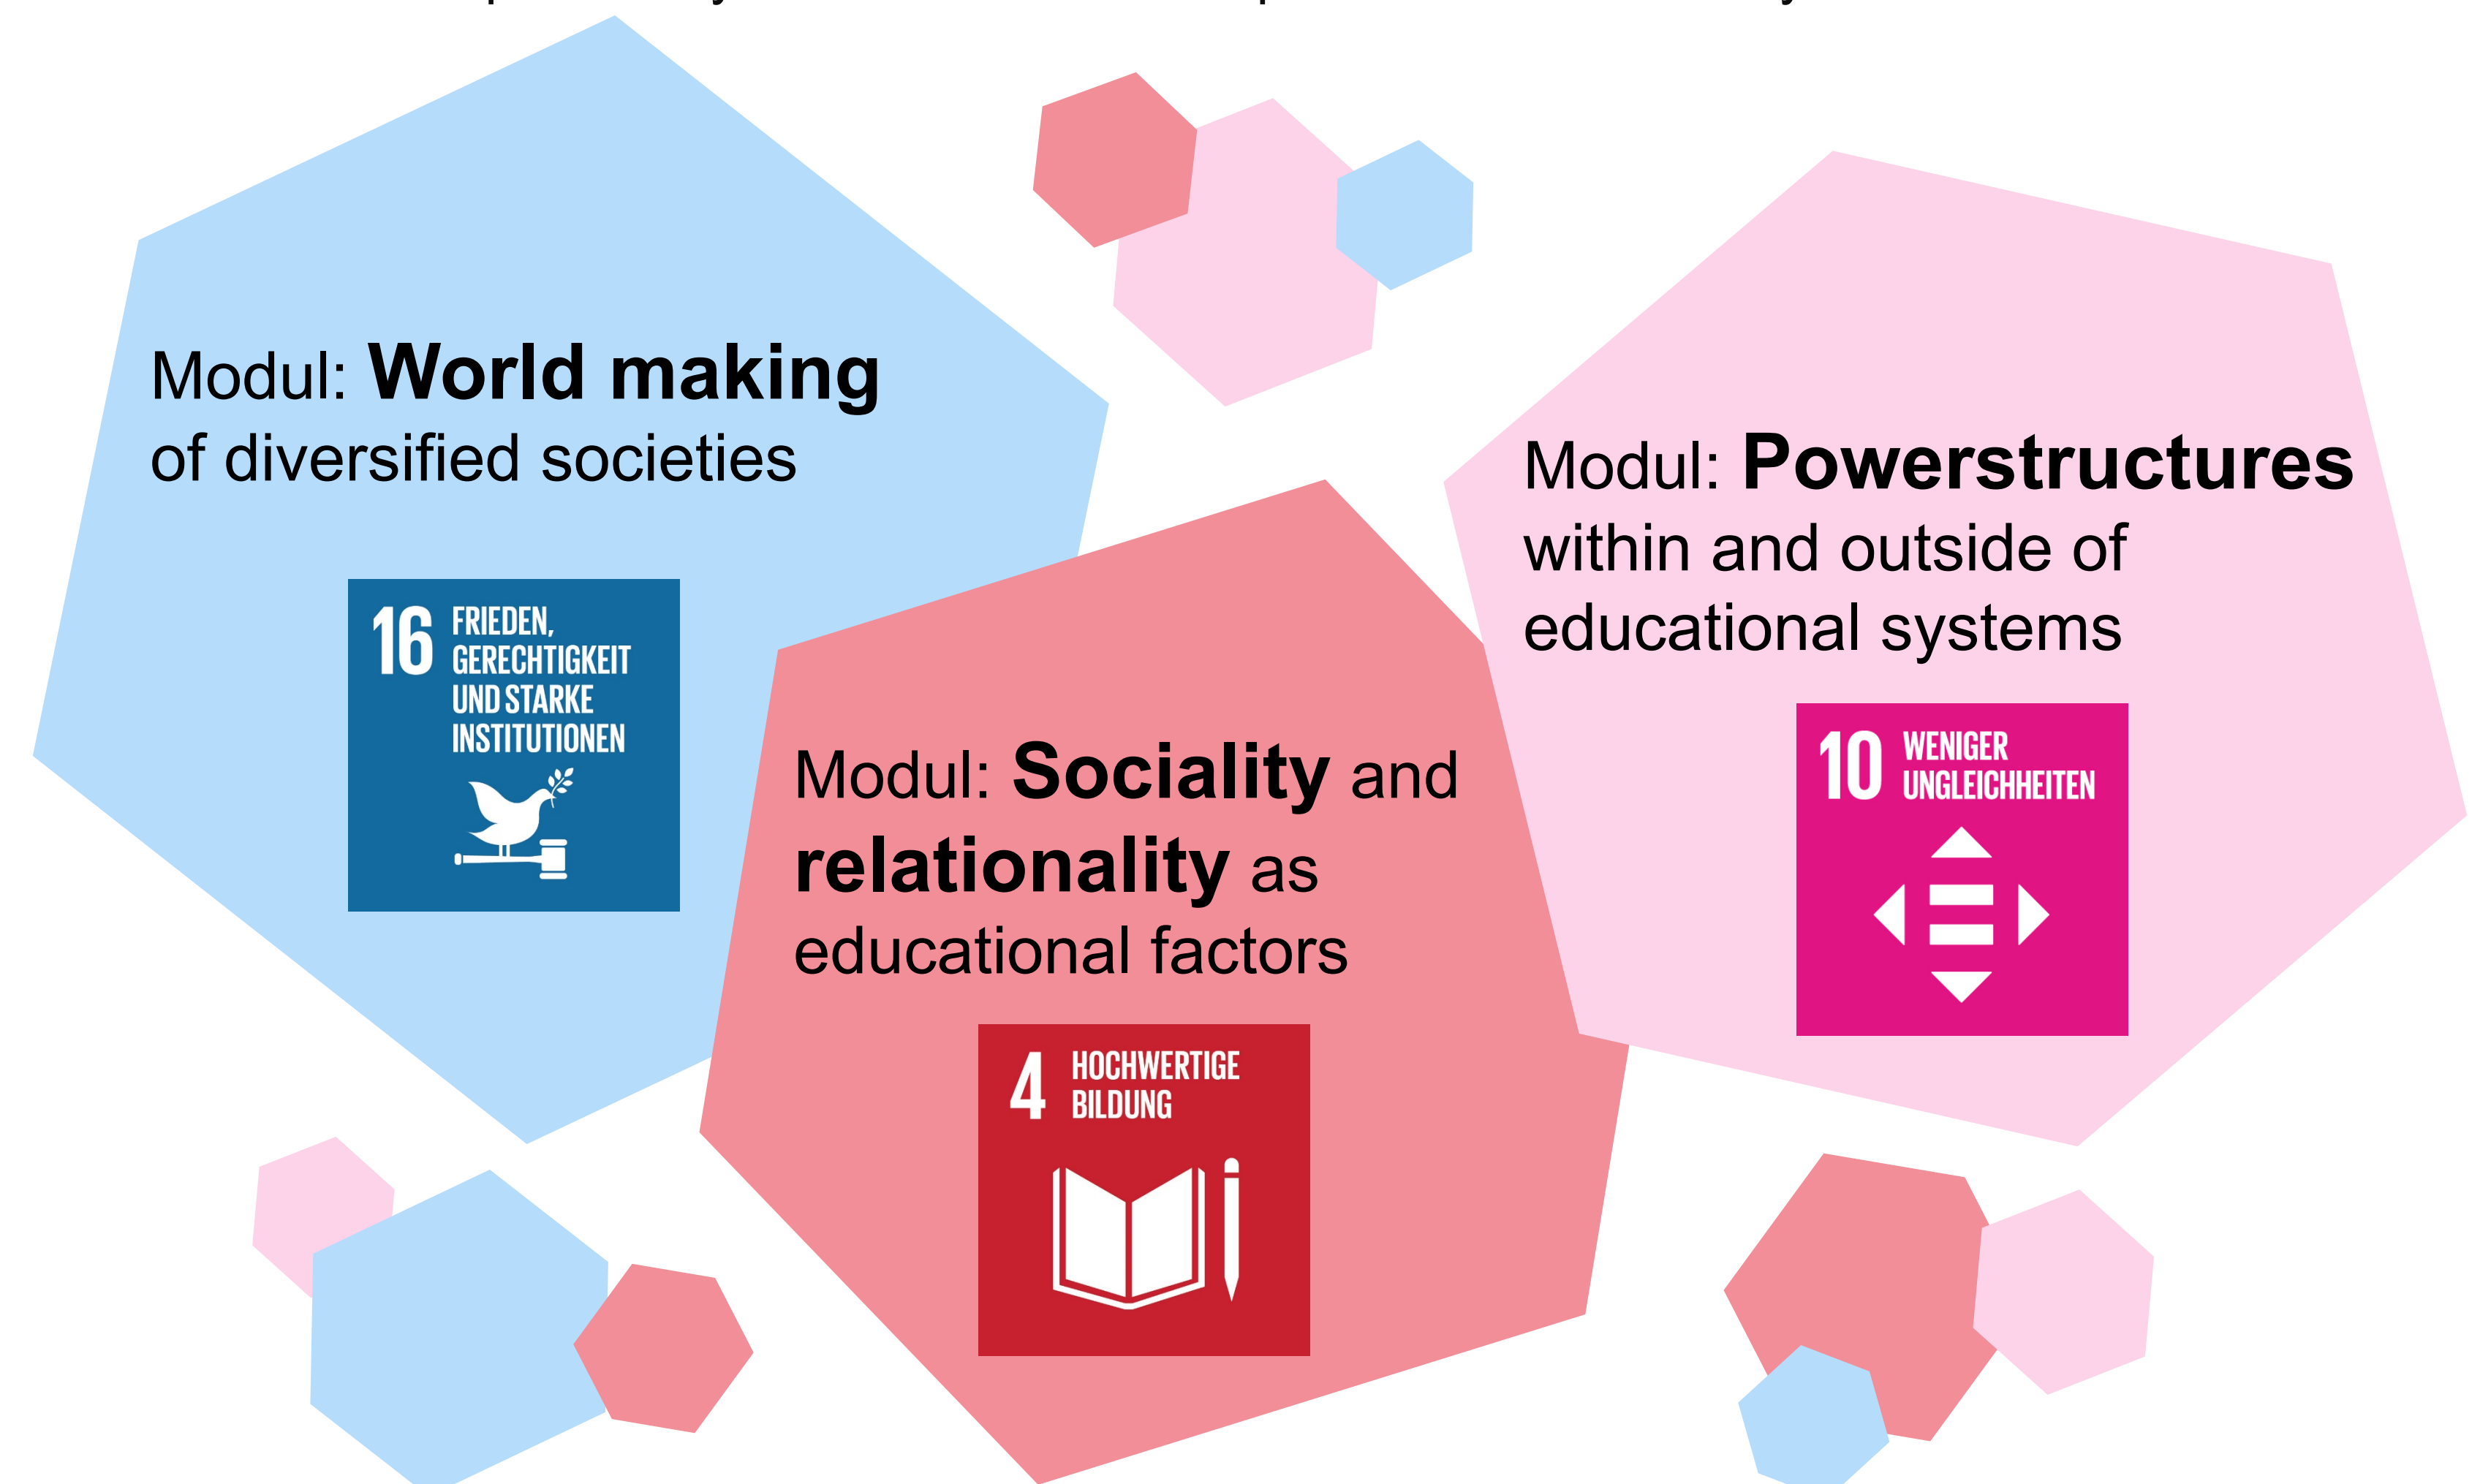 Modul: World making
of diversified societies
16 FRIEDEN,
GERECHTIGKEIT
UND STARKE
INSTITUTIONEN
Modul: Sociality and
relationality as
educational factors
4 HOCHWERTIGE
BILDUNG
Modul: Powerstructures
within and outside of
educational systems
10 WENIGER
UNGLEICHHEITEN